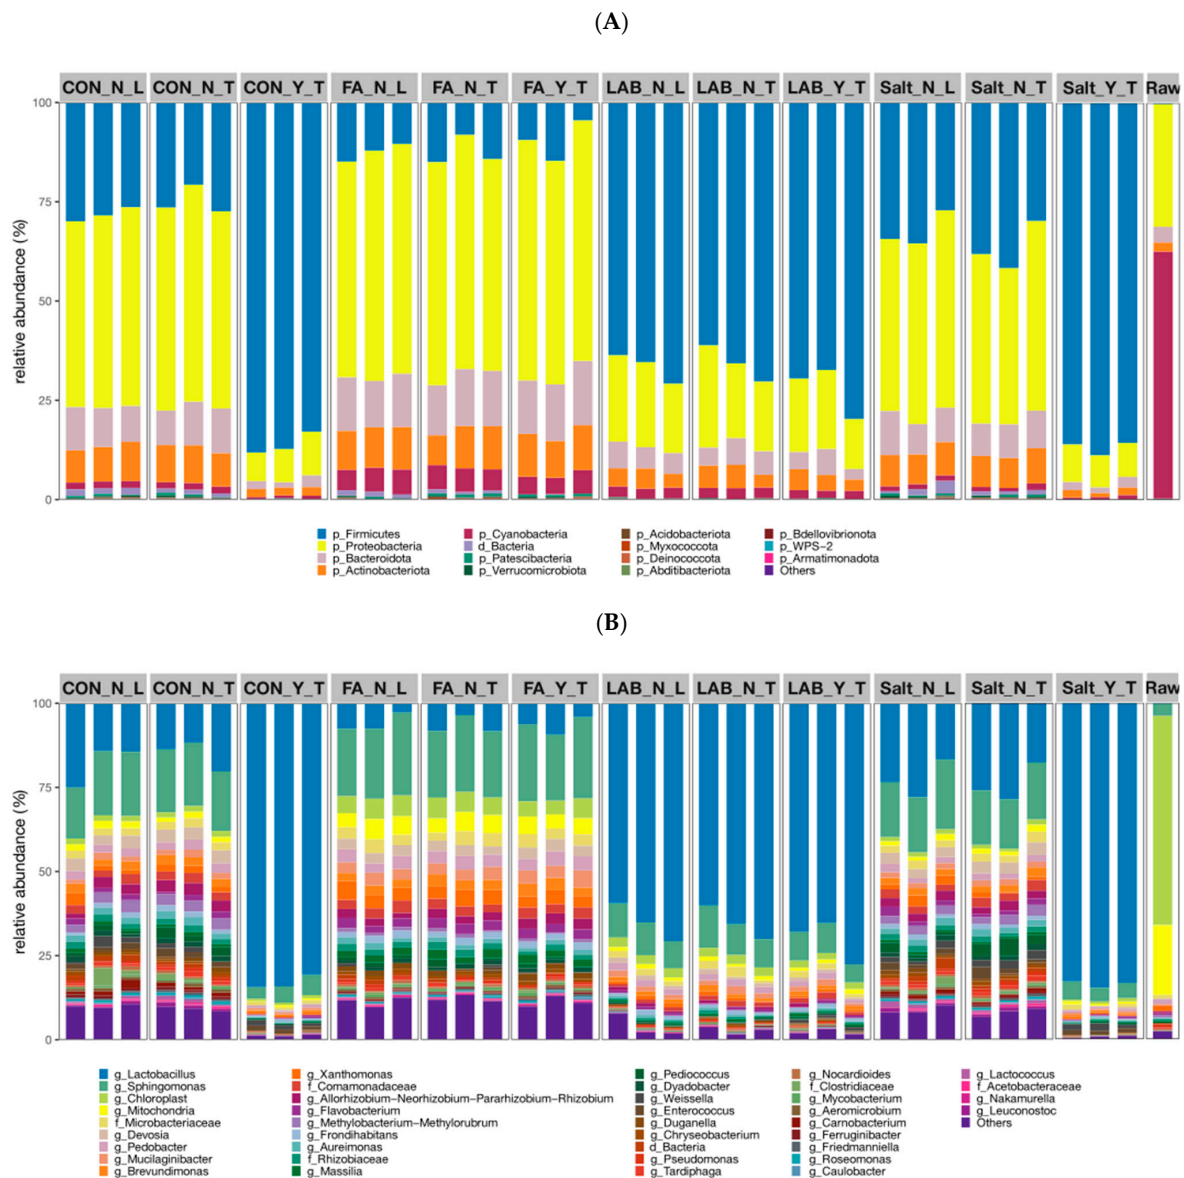 (A)
CON_N_L CON_N_T CON_Y_T FA_N_L FA_N_T FA_Y_T LAB_N_L LAB_N_T LAB_Y_T Salt_N_L Salt_N_T Salt_Y_T Raw
100
75
50
25
0
relative abundance (%)
p_Firmicutes p_Cyanobacteria p_Acidobacteriota p_Bdellovibrionota
p_Proteobacteria d_Bacteria p_Myxococcota p_WPS−2
p_Bacteroidota p_Patescibacteria p_Deinococcota p_Armatimonadota
p_Actinobacteriota p_Verrucomicrobiota p_Abditibacteriota Others
(B)
CON_N_L CON_N_T CON_Y_T FA_N_L FA_N_T FA_Y_T LAB_N_L LAB_N_T LAB_Y_T Salt_N_L Salt_N_T Salt_Y_T Raw
100
75
50
25
0
relative abundance (%)
g_Lactobacillus g_Xanthomonas g_Pediococcus g_Nocardioides g_Lactococcus
g_Sphingomonas f_Comamonadaceae g_Dyadobacter f_Clostridiaceae f_Acetobacteraceae
g_Chloroplast g_Allorhizobium−Neorhizobium−Pararhizobium−Rhizobium g_Weissella g_Mycobacterium g_Nakamurella
g_Mitochondria g_Flavobacterium g_Enterococcus g_Aeromicrobium g_Leuconostoc
f_Microbacteriaceae g_Methylobacterium−Methylorubrum g_Duganella g_Carnobacterium Others
g_Devosia g_Frondihabitans g_Chryseobacterium g_Ferruginibacter
g_Pedobacter g_Aureimonas d_Bacteria g_Friedmanniella
g_Mucilaginibacter f_Rhizobiaceae g_Pseudomonas g_Roseomonas
g_Brevundimonas g_Massilia g_Tardiphaga g_Caulobacter